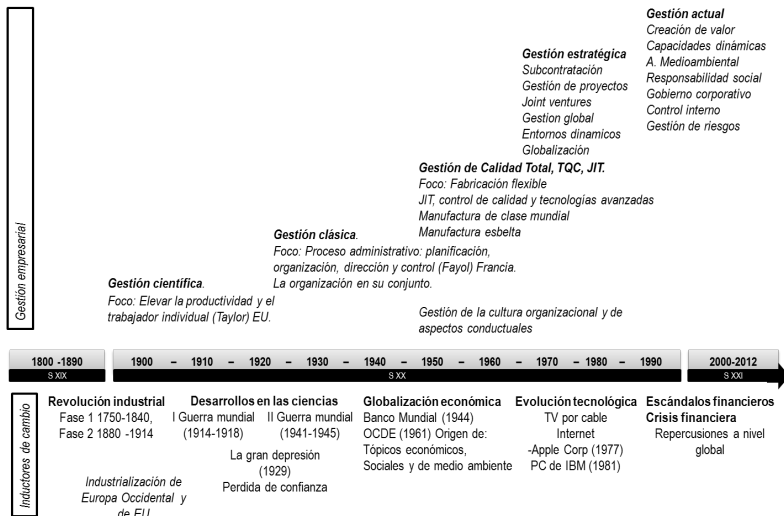 Gestión actual
Creación de valor
Capacidades dinámicas
A. Medioambiental
Responsabilidad social
Gobierno corporativo
Control interno
Gestión de riesgos
Gestión estratégica
Subcontratación
Gestión de proyectos
Joint ventures
Gestion global
Entornos dinamicos
Globalización
Gestión de Calidad Total, TQC, JIT.
Foco: Fabricación flexible
JIT, control de calidad y tecnologías avanzadas
Manufactura de clase mundial
Manufactura esbelta
Gestión clásica.
Foco: Proceso administrativo: planificación,
organización, dirección y control (Fayol) Francia.
La organización en su conjunto.
Gestión científica.
Foco: Elevar la productividad y el
trabajador individual (Taylor) EU.
Gestión de la cultura organizacional y de
aspectos conductuales
Gestión empresarial
1800 -1890 1900 – 1910 – 1920 – 1930 – 1940 – 1950 – 1960 – 1970 – 1980 – 1990 2000-2012
S XIX S XX S XXI
Inductores de cambio
Revolución industrial
Fase 1 1750-1840,
Fase 2 1880 -1914
Industrialización de
Europa Occidental y
de EU
Desarrollos en las ciencias
I Guerra mundial II Guerra mundial
(1914-1918) (1941-1945)
La gran depresión
(1929)
Perdida de confianza
Globalización económica
Banco Mundial (1944)
OCDE (1961) Origen de:
Tópicos económicos,
Sociales y de medio ambiente
Evolución tecnológica
TV por cable
Internet
-Apple Corp (1977)
PC de IBM (1981)
Escándalos financieros
Crisis financiera
Repercusiones a nivel
global